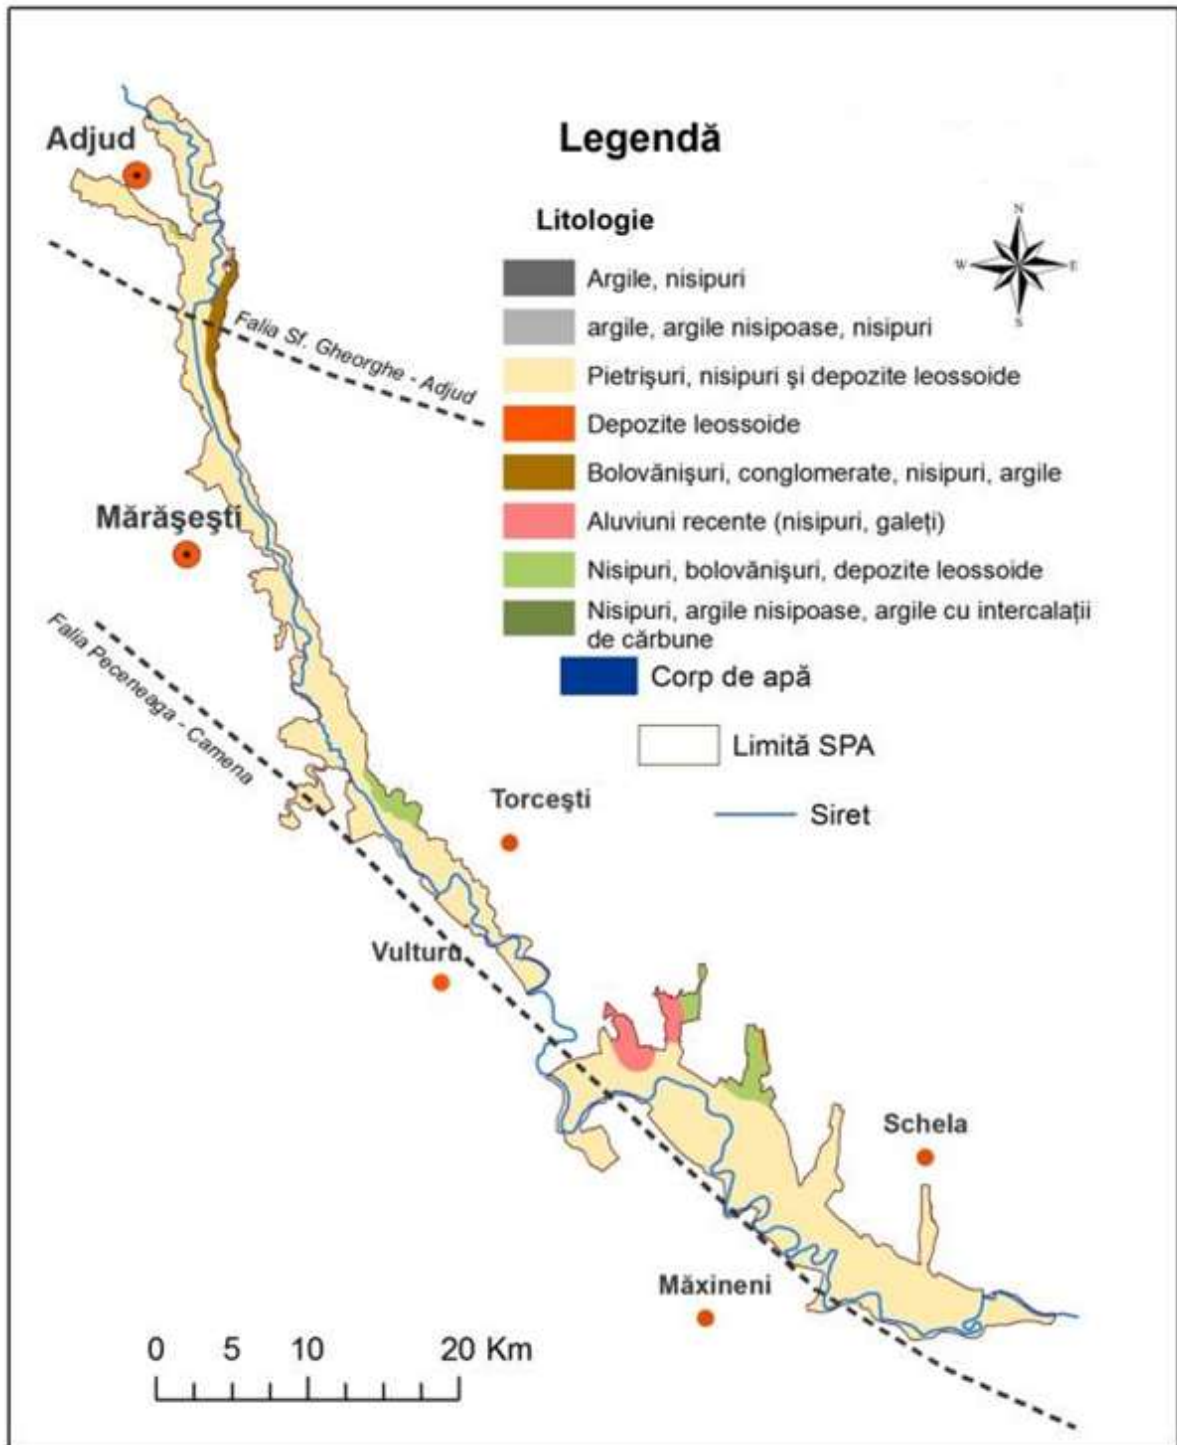 Adjud
Legendă
Litologie
N
W
E
S
Argile, nisipuri
argile, argile nisipoase, nisipuri
Pietrişuri, nisipuri şi depozite leossoide
Depozite leossoide
Bolovănişuri, conglomerate, nisipuri, argile
Aluviuni recente (nisipuri, galeți)
Nisipuri, bolovănişuri, depozite leossoide
Nisipuri, argile nisipoase, argile cu intercalații
de cărbune
Corp de apă
Limită SPA
Siret
Falia Sf. Gheorghe - Adjud
Mărăşeşti
Falia Peceneaga - Camena
Torceşti
Vulturu
Schela
Măxineni
0 5 10 20 Km